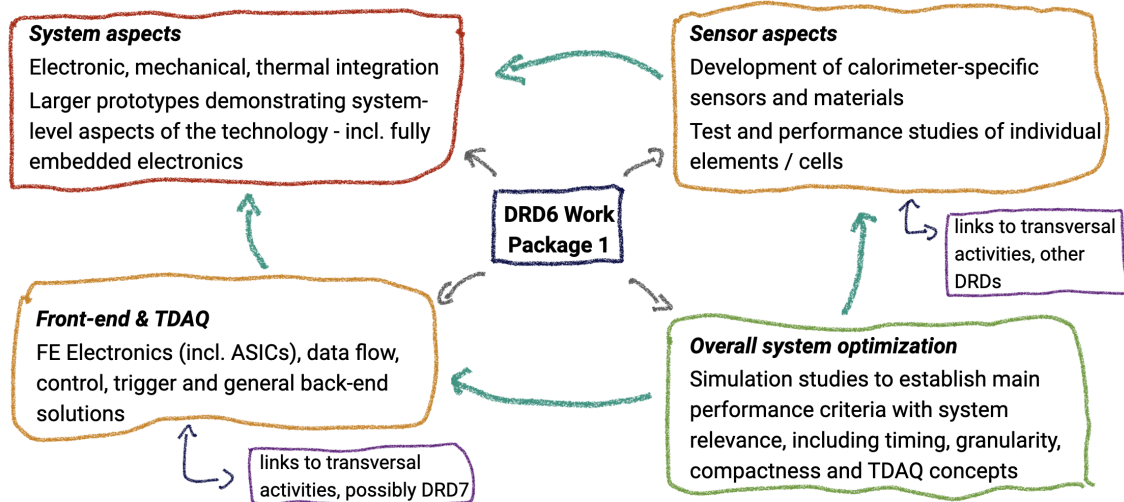 System aspects
Electronic, mechanical, thermal integration
Larger prototypes demonstrating system-
level aspects of the technology - incl. fully
embedded electronics
Sensor aspects
Development of calorimeter-specific
sensors and materials
Test and performance studies of individual
elements / cells
DRD6 Work
Package 1
links to transversal
activities, other
DRDs
Front-end & TDAQ
FE Electronics (incl. ASICs), data flow,
control, trigger and general back-end
solutions
links to transversal
activities, possibly DRD7
Overall system optimization
Simulation studies to establish main
performance criteria with system
relevance, including timing, granularity,
compactness and TDAQ concepts